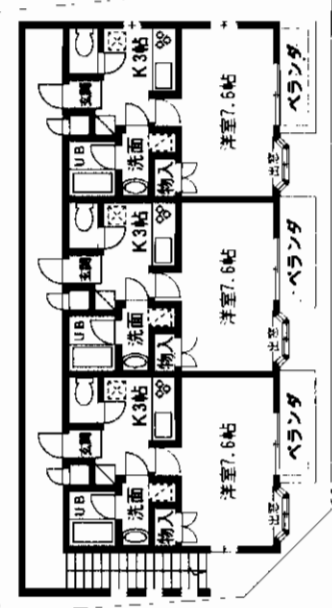 K3帖
玄関
UB
洗面
物入
洋室7.6帖
出窓
ベランダ
K3帖
玄関
UB
洗面
物入
洋室7.6帖
出窓
ベランダ
K3帖
玄関
UB
洗面
物入
洋室7.6帖
出窓
ベランダ